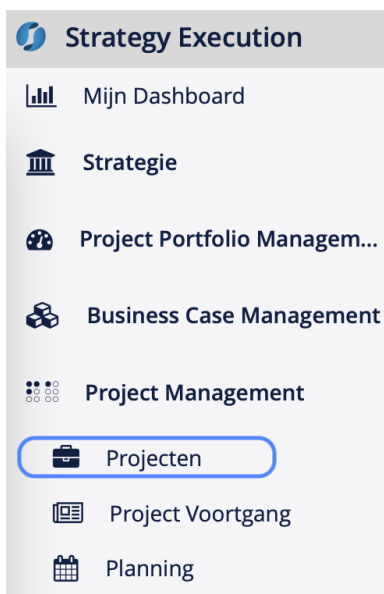 Strategy Execution
Mijn Dashboard
Strategie
Project Portfolio Managem...
Business Case Management
Project Management
Projecten
Project Voortgang
Planning